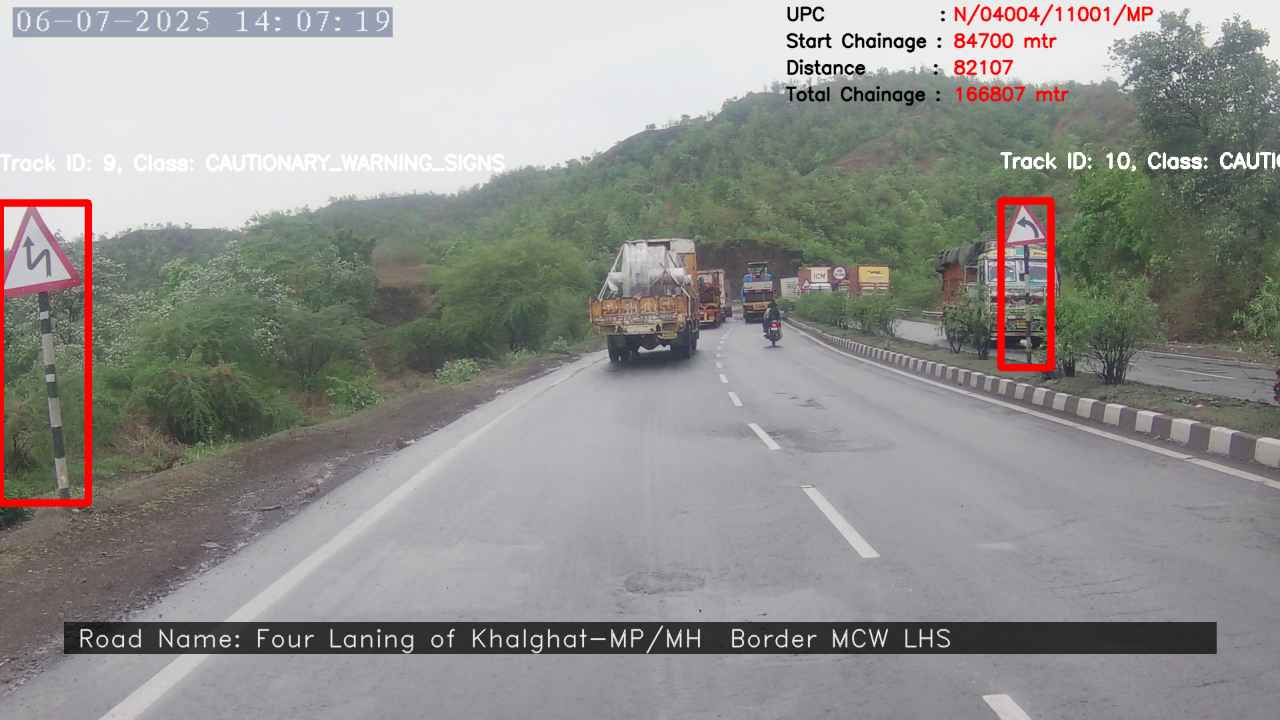 06-07-2025 14:07:19
UPC : N/04004/11001/MP
Start Chainage : 84700 mtr
Distance : 82107
Total Chainage : 166807 mtr
Track ID: 9, Class: CAUTIONARY_WARNING_SIGNS
Track ID: 10, Class: CAUTI
Road Name: Four Laning of Khalghat-MP/MH Border MCW LHS